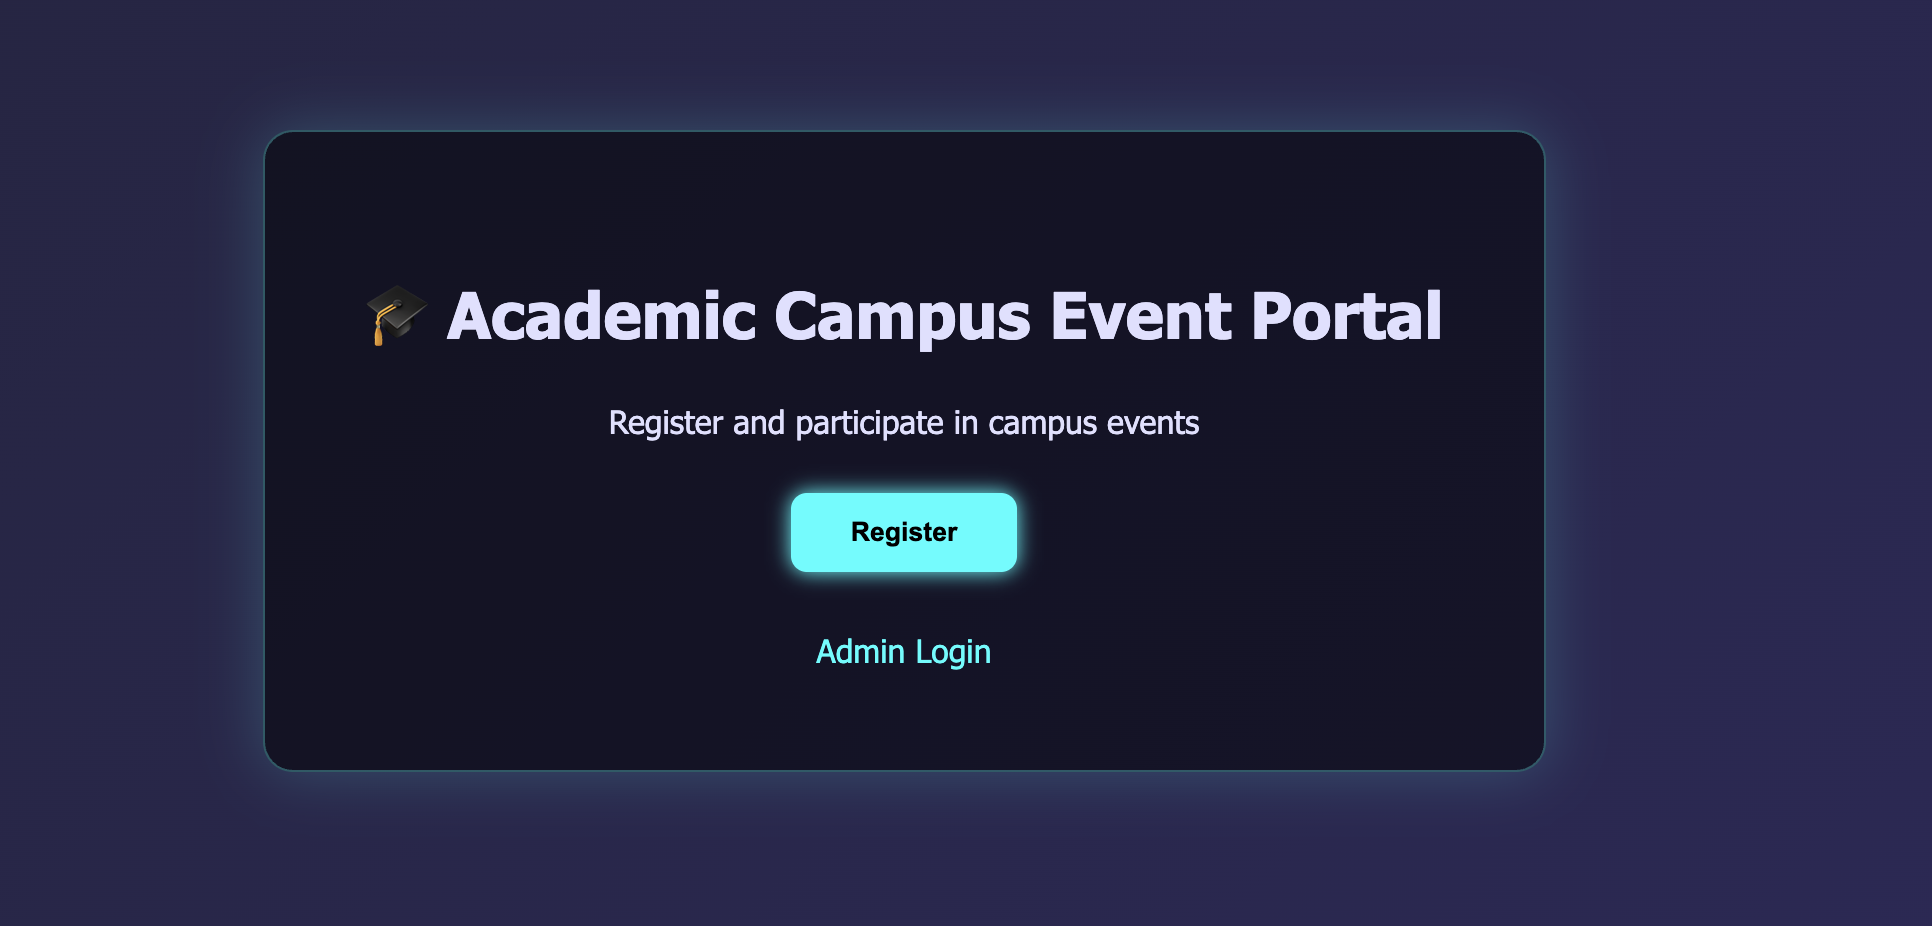 🎓 Academic Campus Event Portal
Register and participate in campus events
Register
Admin Login